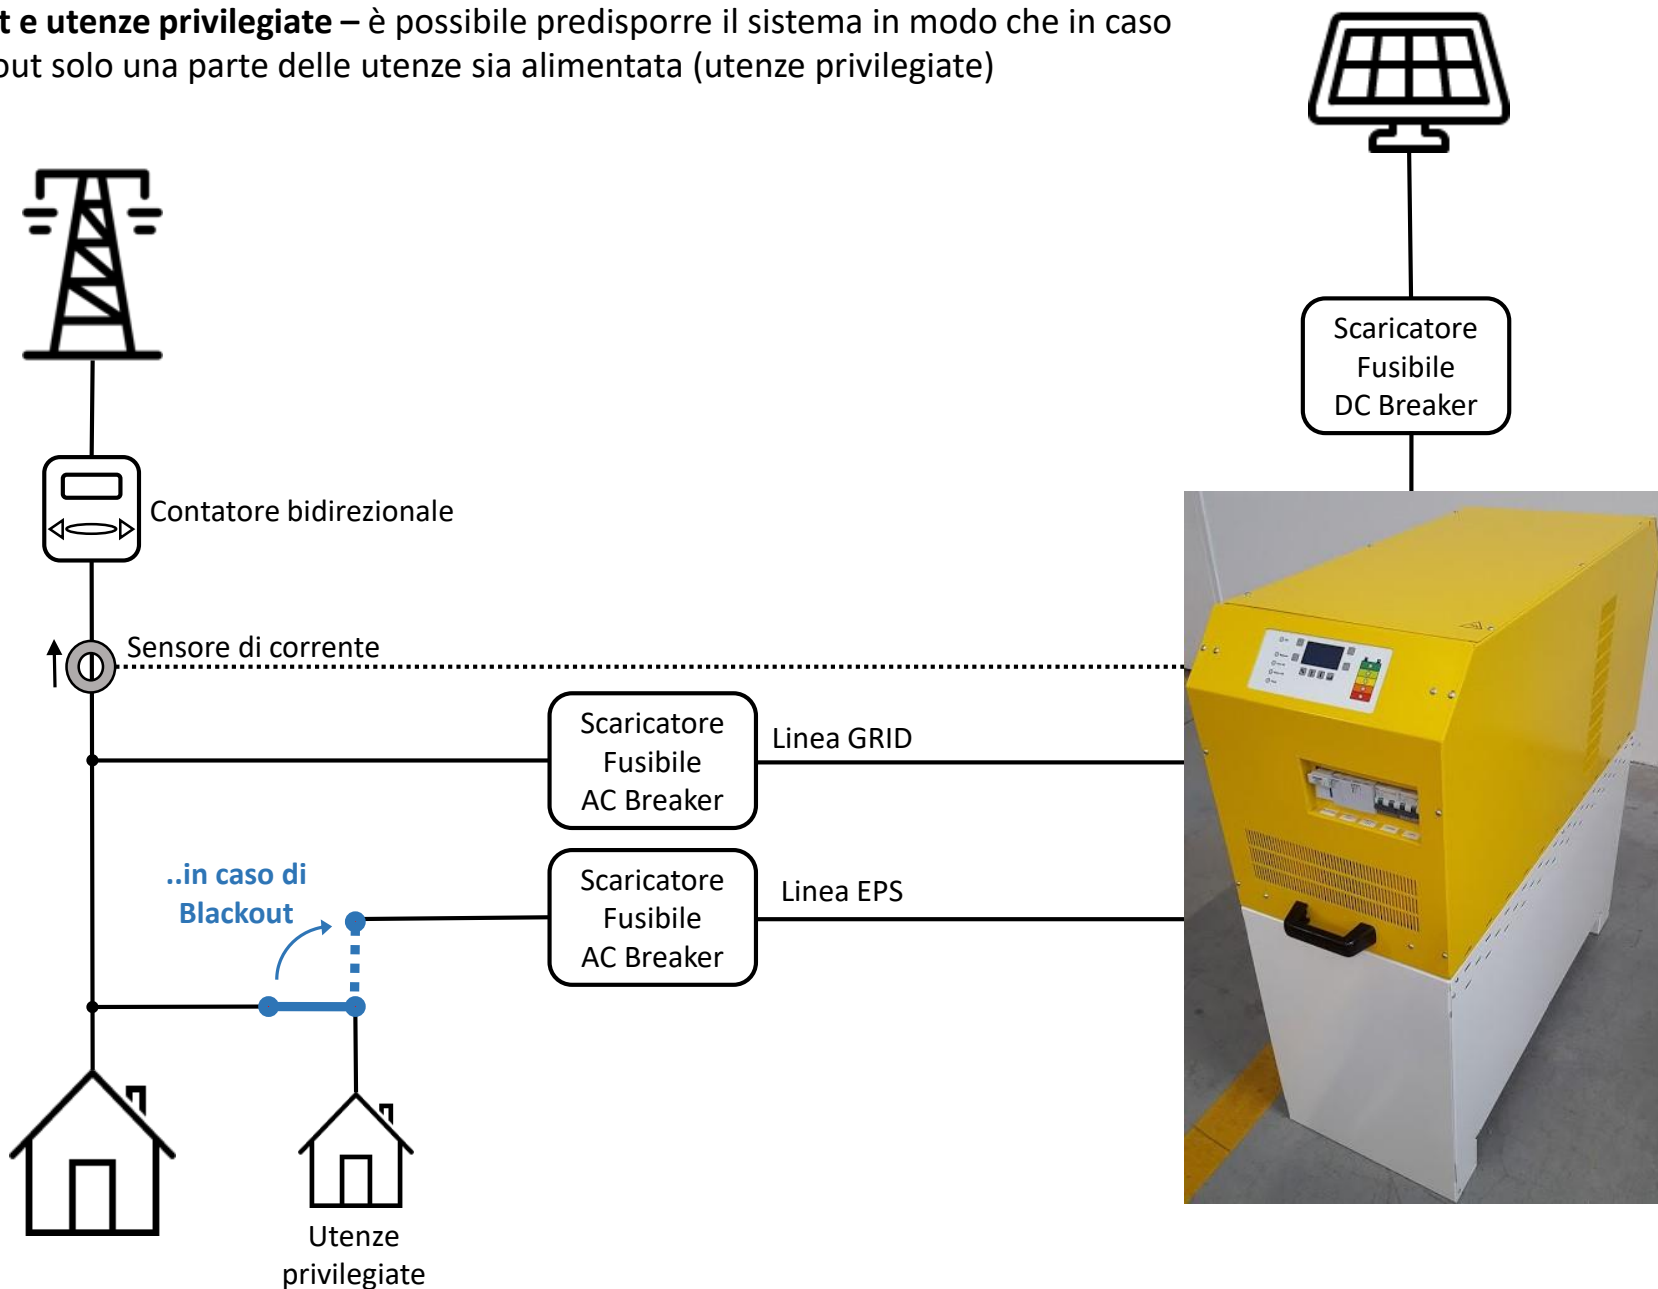 t e utenze privilegiate – è possibile predisporre il sistema in modo che in caso
out solo una parte delle utenze sia alimentata (utenze privilegiate)
Scaricatore
Fusibile
DC Breaker
Contatore bidirezionale
Sensore di corrente
Scaricatore
Fusibile
AC Breaker
Linea GRID
..in caso di
Blackout
Scaricatore
Fusibile
AC Breaker
Linea EPS
Utenze
privilegiate